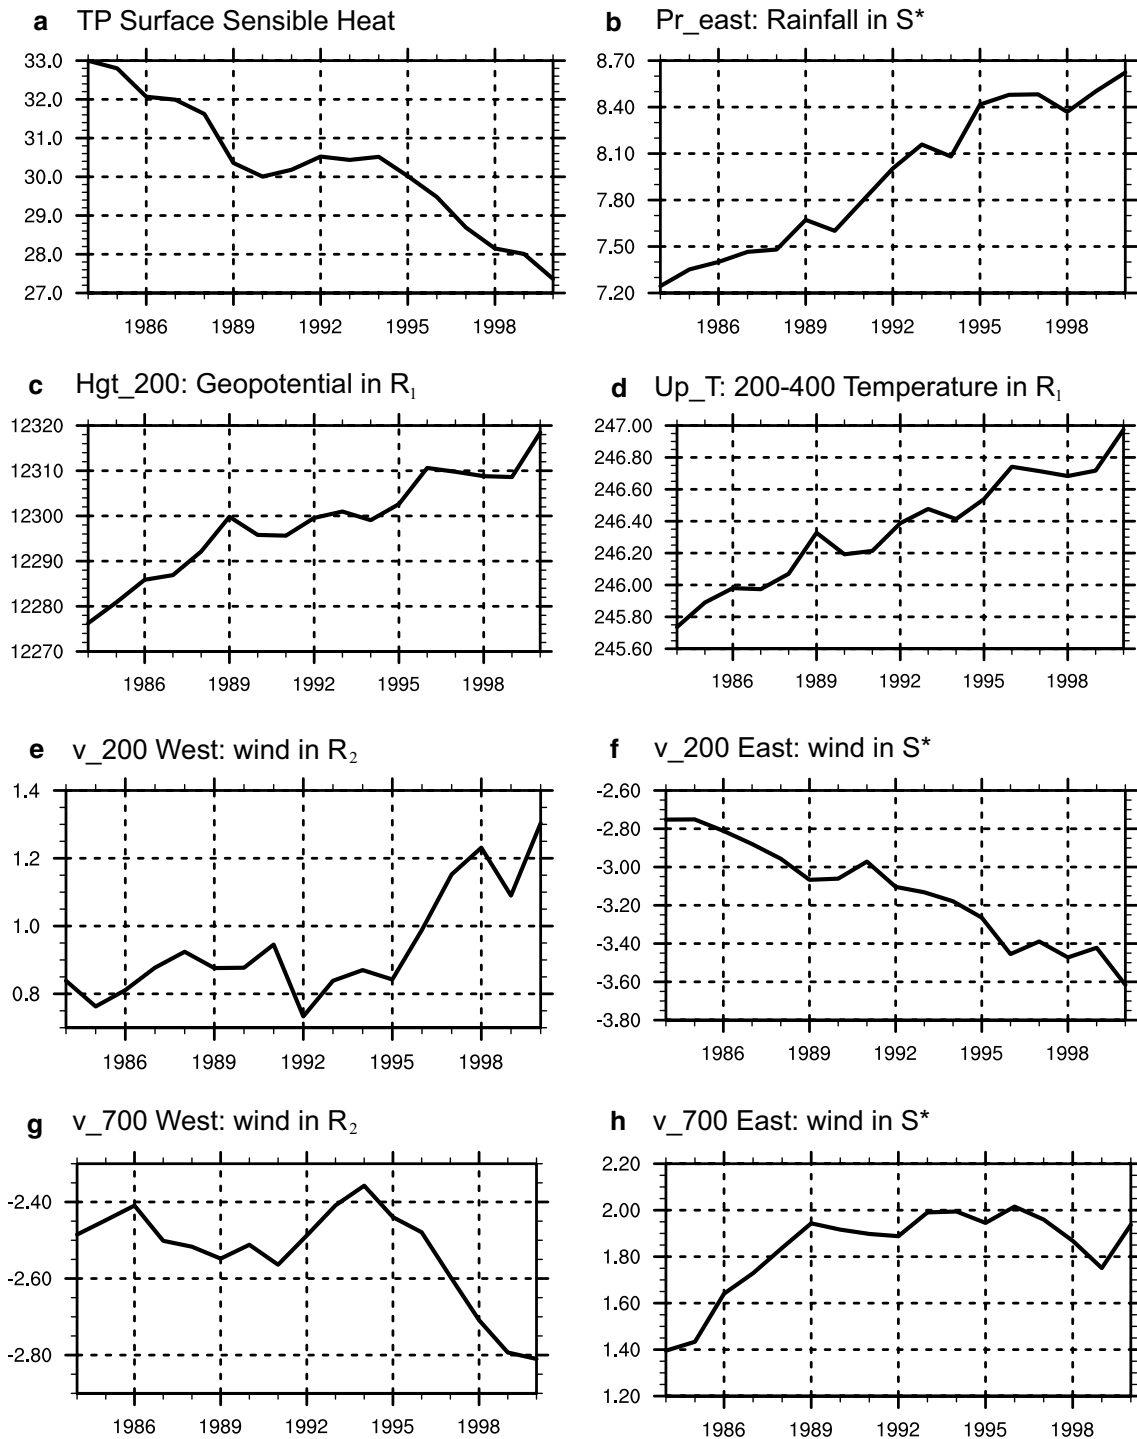 a TP Surface Sensible Heat
33.0
32.0
31.0
30.0
29.0
28.0
27.0
1986 1989 1992 1995 1998
b Pr_east: Rainfall in S*
8.70
8.40
8.10
7.80
7.50
7.20
1986 1989 1992 1995 1998
c Hgt_200: Geopotential in R₁
12320
12310
12300
12290
12280
12270
1986 1989 1992 1995 1998
d Up_T: 200-400 Temperature in R₁
247.00
246.80
246.60
246.40
246.20
246.00
245.80
245.60
1986 1989 1992 1995 1998
e v_200 West: wind in R₂
1.4
1.2
1.0
0.8
1986 1989 1992 1995 1998
f v_200 East: wind in S*
-2.60
-2.80
-3.00
-3.20
-3.40
-3.60
-3.80
1986 1989 1992 1995 1998
g v_700 West: wind in R₂
-2.40
-2.60
-2.80
1986 1989 1992 1995 1998
h v_700 East: wind in S*
2.20
2.00
1.80
1.60
1.40
1.20
1986 1989 1992 1995 1998